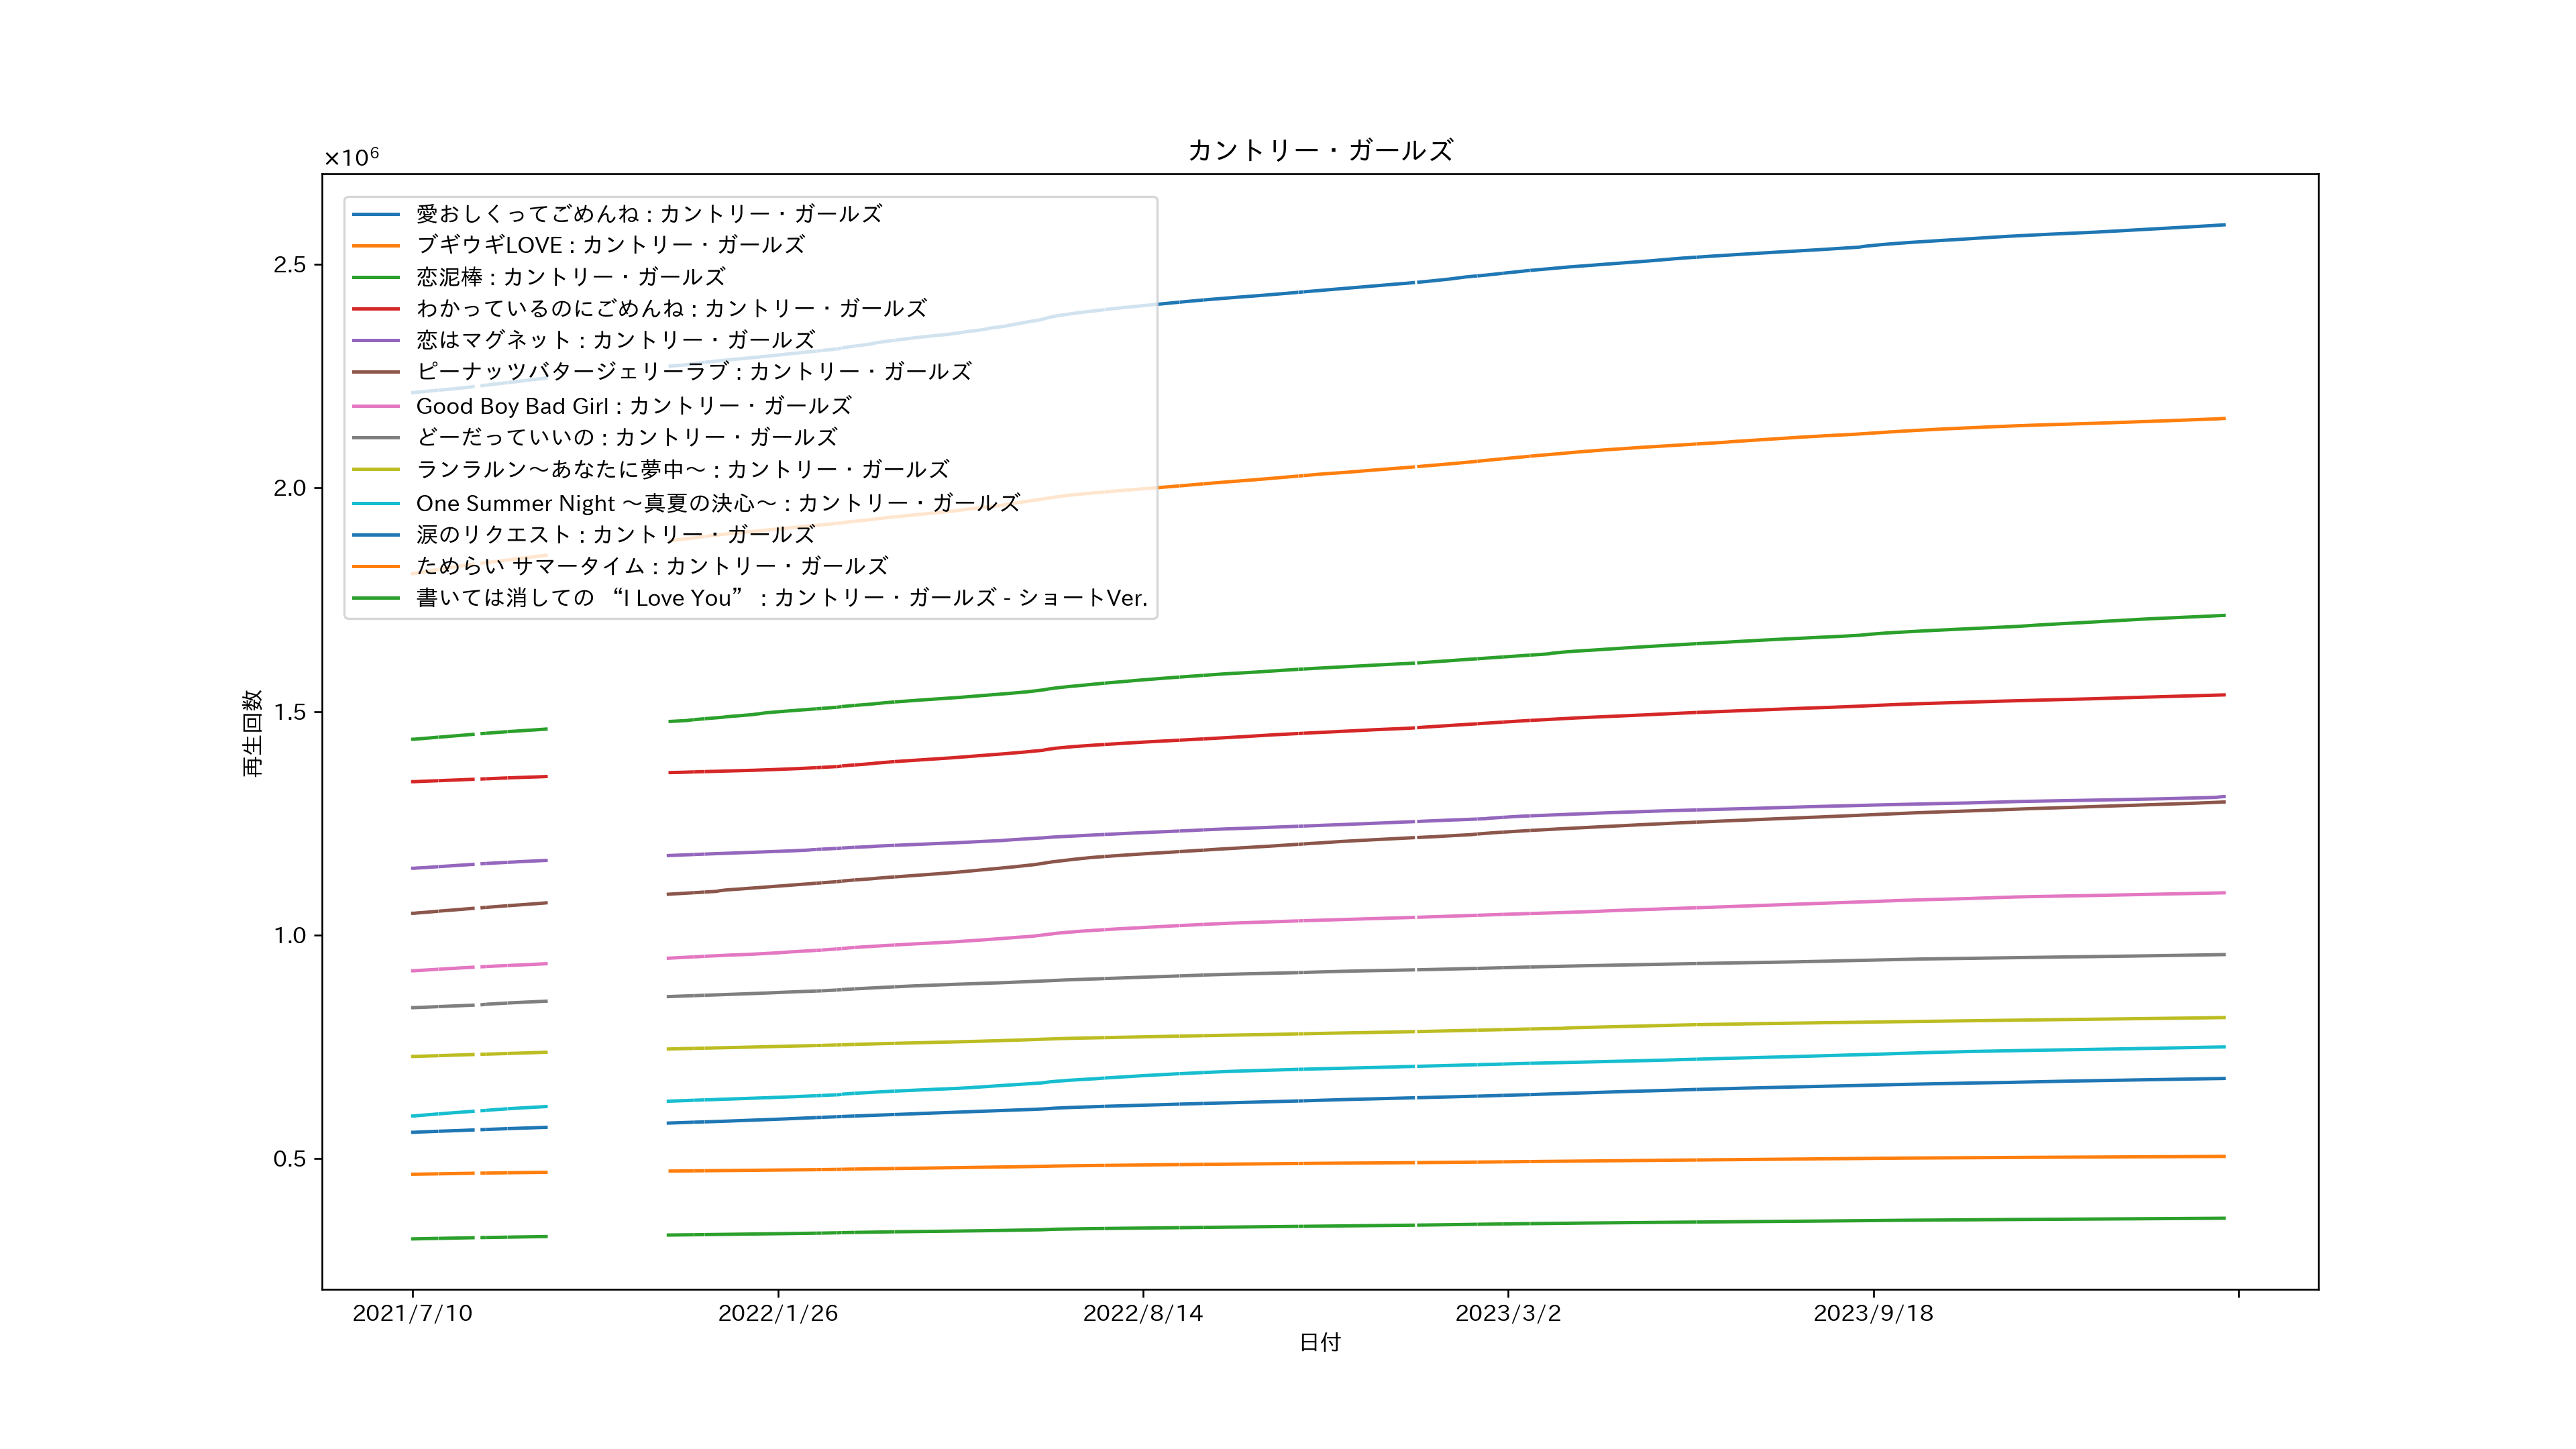 カントリー・ガールズ
×10⁶
愛おしくってごめんね : カントリー・ガールズ
ブギウギLOVE : カントリー・ガールズ
恋泥棒 : カントリー・ガールズ
わかっているのにごめんね : カントリー・ガールズ
恋はマグネット : カントリー・ガールズ
ピーナッツバタージェリーラブ : カントリー・ガールズ
Good Boy Bad Girl : カントリー・ガールズ
どーだっていいの : カントリー・ガールズ
ランラルン〜あなたに夢中〜 : カントリー・ガールズ
One Summer Night 〜真夏の決心〜 : カントリー・ガールズ
涙のリクエスト : カントリー・ガールズ
ためらい サマータイム : カントリー・ガールズ
書いては消しての “I Love You” : カントリー・ガールズ - ショートVer.
2.5
2.0
1.5
1.0
0.5
再生回数
2021/7/10 2022/1/26 2022/8/14 2023/3/2 2023/9/18
日付